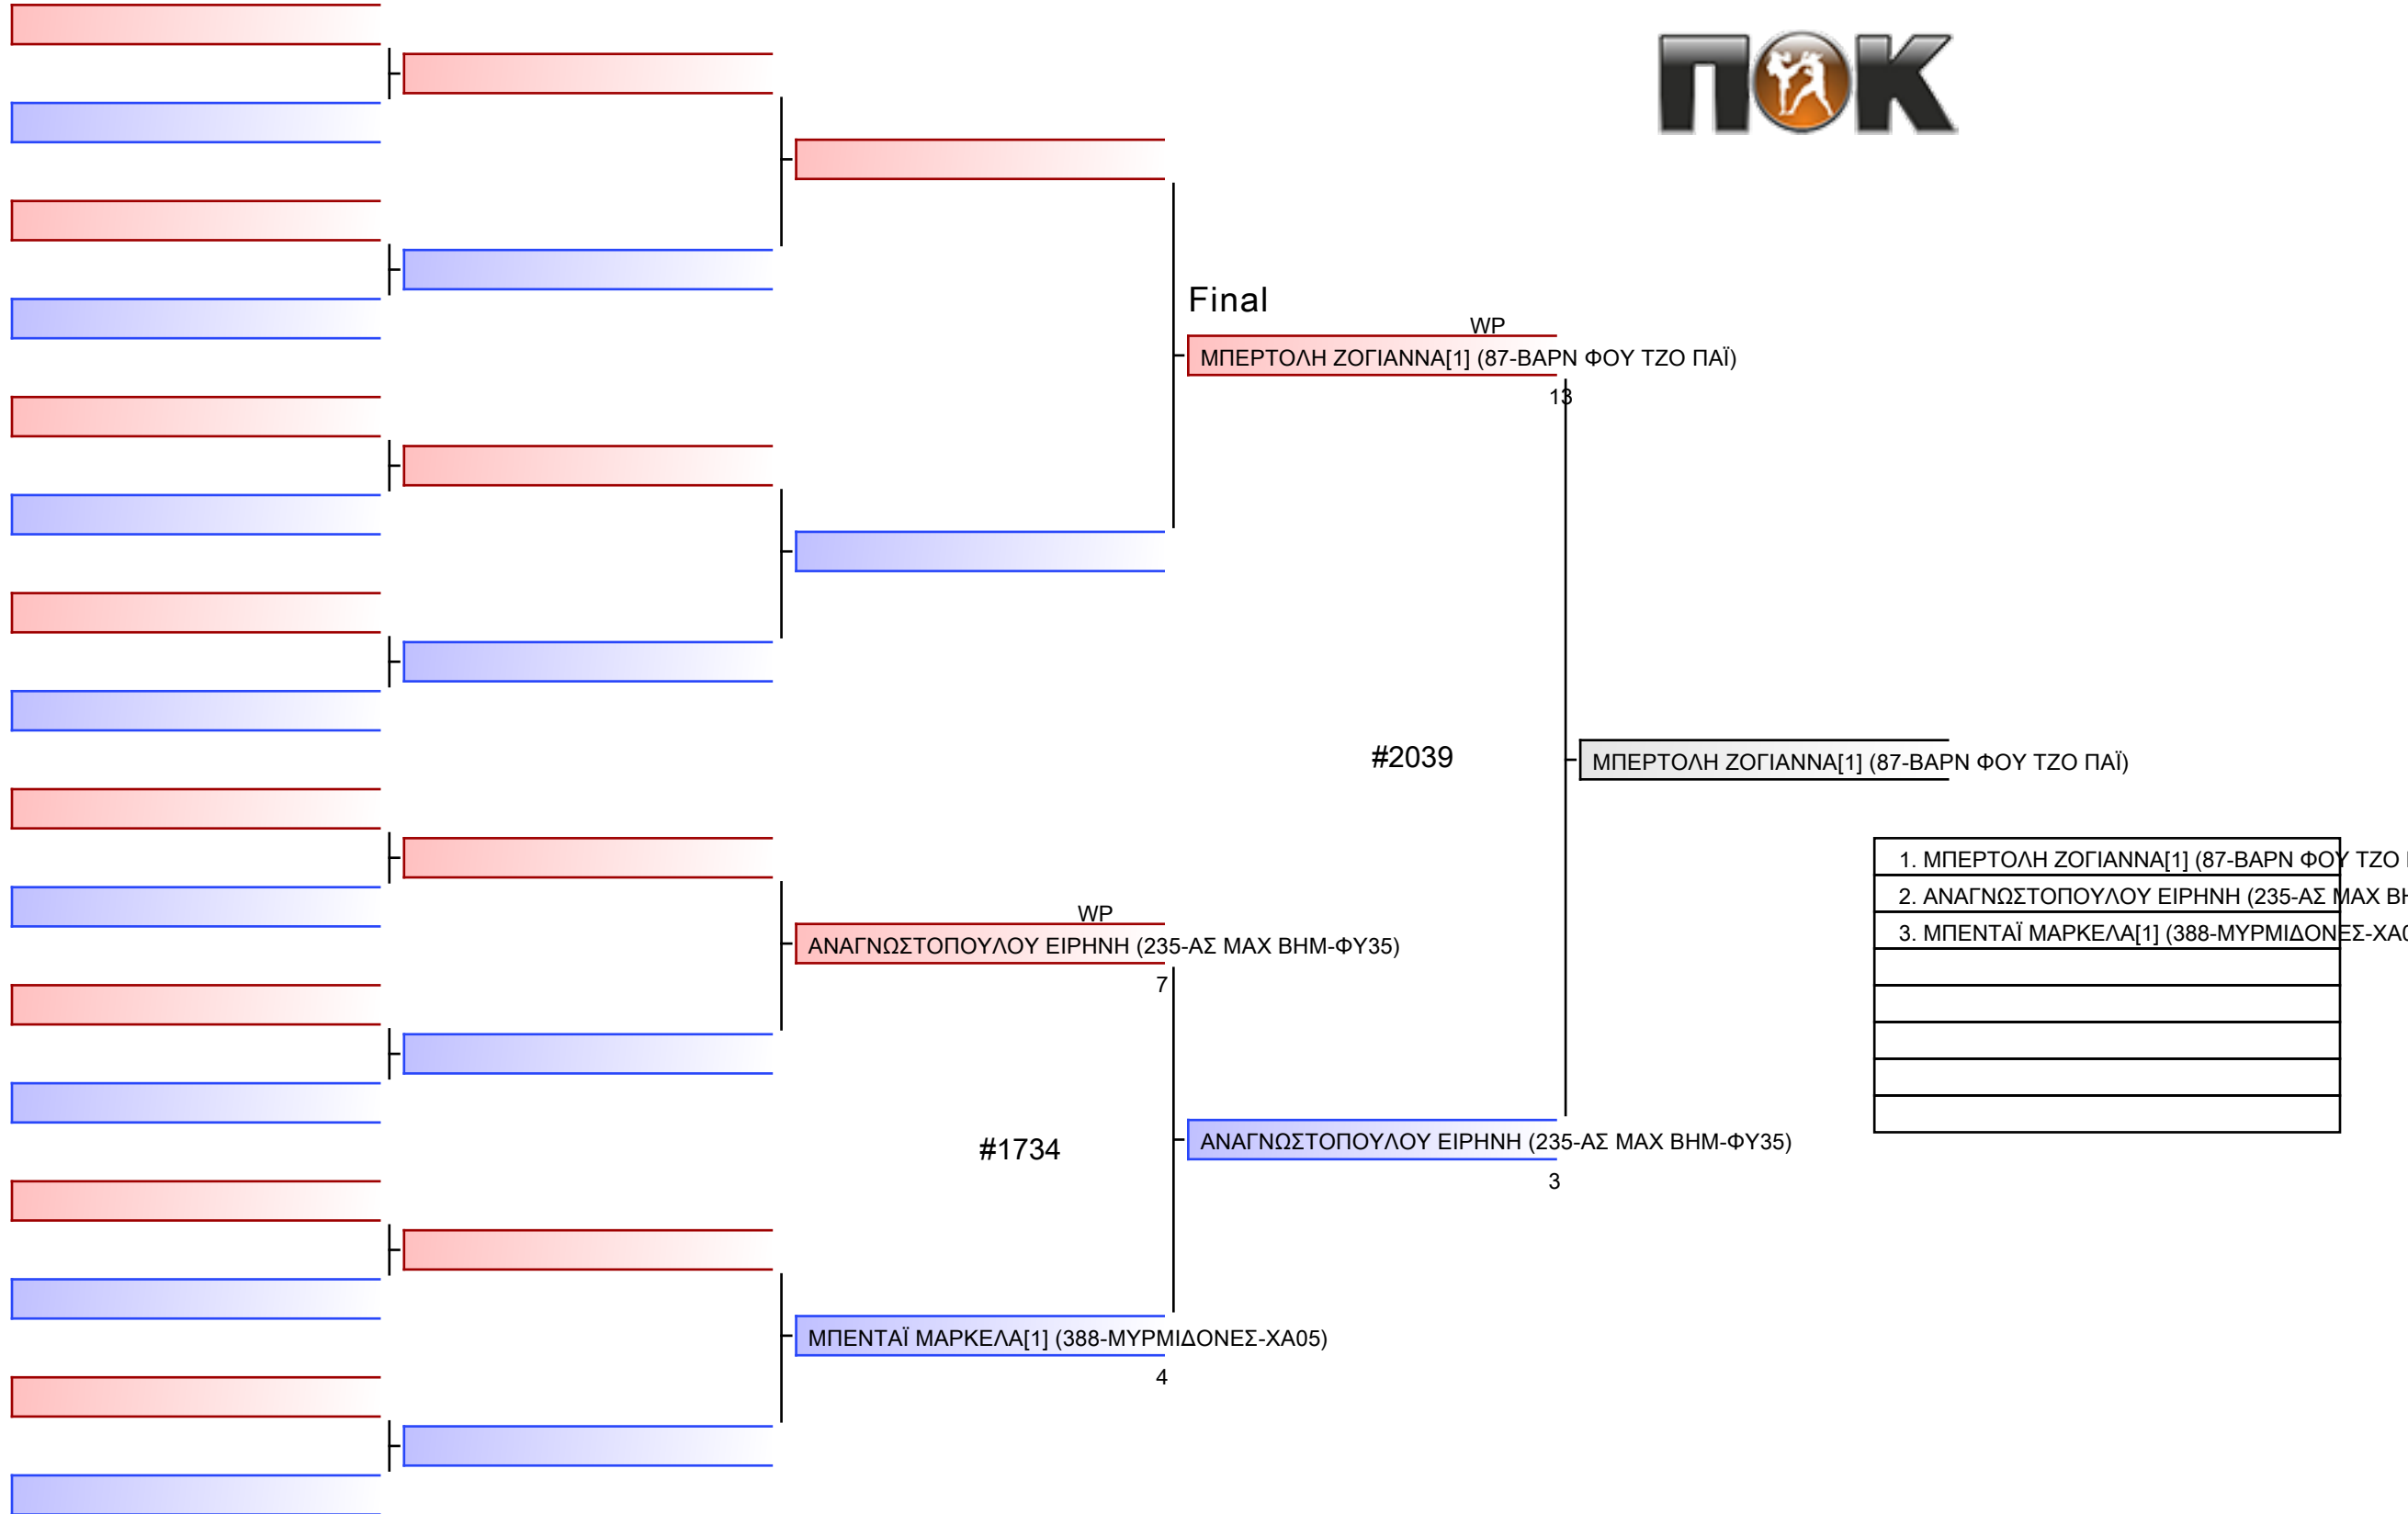 ΠΟΚ
Final
WP
ΜΠΕΡΤΟΛΗ ΖΟΓΙΑΝΝΑ[1] (87-ΒΑΡΝ ΦΟΥ ΤΖΟ ΠΑΪ)
13
#2039
ΜΠΕΡΤΟΛΗ ΖΟΓΙΑΝΝΑ[1] (87-ΒΑΡΝ ΦΟΥ ΤΖΟ ΠΑΪ)
1. ΜΠΕΡΤΟΛΗ ΖΟΓΙΑΝΝΑ[1] (87-ΒΑΡΝ ΦΟΥ ΤΖΟ
2. ΑΝΑΓΝΩΣΤΟΠΟΥΛΟΥ ΕΙΡΗΝΗ (235-ΑΣ ΜΑΧ ΒΗ
3. ΜΠΕΝΤΑΪ ΜΑΡΚΕΛΑ[1] (388-ΜΥΡΜΙΔΟΝΕΣ-ΧΑ0
WP
ΑΝΑΓΝΩΣΤΟΠΟΥΛΟΥ ΕΙΡΗΝΗ (235-ΑΣ ΜΑΧ ΒΗΜ-ΦΥ35)
7
#1734
ΑΝΑΓΝΩΣΤΟΠΟΥΛΟΥ ΕΙΡΗΝΗ (235-ΑΣ ΜΑΧ ΒΗΜ-ΦΥ35)
3
ΜΠΕΝΤΑΪ ΜΑΡΚΕΛΑ[1] (388-ΜΥΡΜΙΔΟΝΕΣ-ΧΑ05)
4